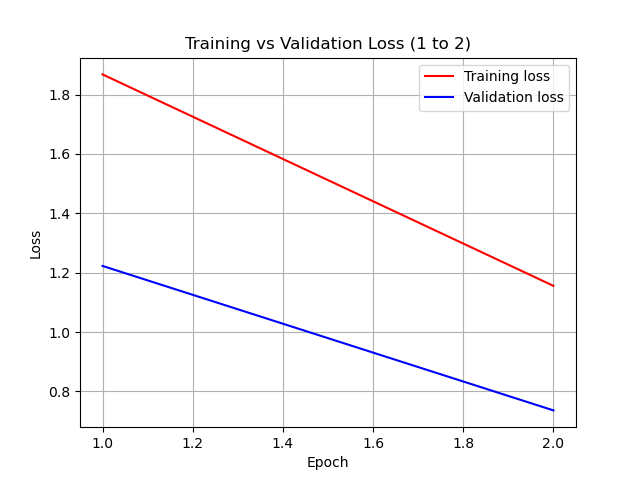 Training vs Validation Loss (1 to 2)
Training loss
Validation loss
Loss
1.8
1.6
1.4
1.2
1.0
0.8
1.0 1.2 1.4 1.6 1.8 2.0
Epoch